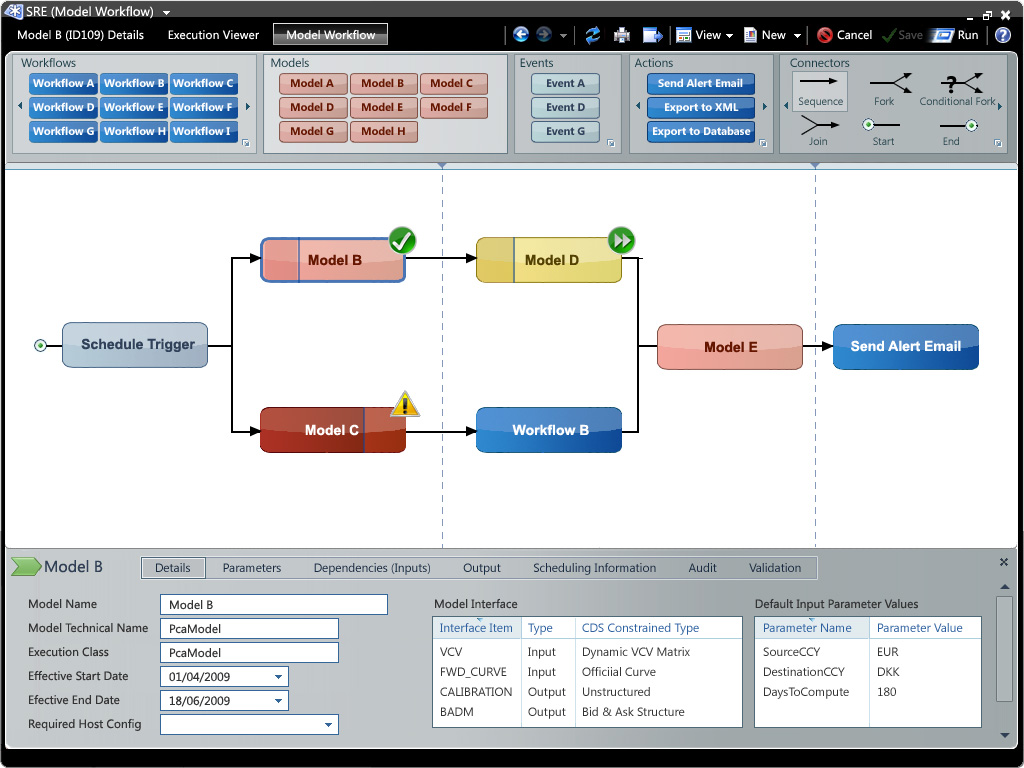 SRE (Model Workflow)
Model B (ID109) Details Execution Viewer Model Workflow View New Cancel Save Run
Workflows Models Events Actions Connectors
Workflow A Workflow B Workflow C Model A Model B Model C Event A Send Alert Email
Workflow D Workflow E Workflow F Model D Model E Model F Event D Export to XML Sequence Fork Conditional Fork
Workflow G Workflow H Workflow I Model G Model H Event G Export to Database
Join Start End
Model B Model D
Schedule Trigger Model E Send Alert Email
Model C Workflow B
Model B Details Parameters Dependencies (Inputs) Output Scheduling Information Audit Validation
Model Name Model B
Model Technical Name PcaModel
Execution Class PcaModel
Effective Start Date 01/04/2009
Efective End Date 18/06/2009
Required Host Config
Model Interface
Interface Item Type CDS Constrained Type
VCV Input Dynamic VCV Matrix
FWD_CURVE Input Officiial Curve
CALIBRATION Output Unstructured
BADM Output Bid & Ask Structure
Default Input Parameter Values
Parameter Name Parameter Value
SourceCCY EUR
DestinationCCY DKK
DaysToCompute 180